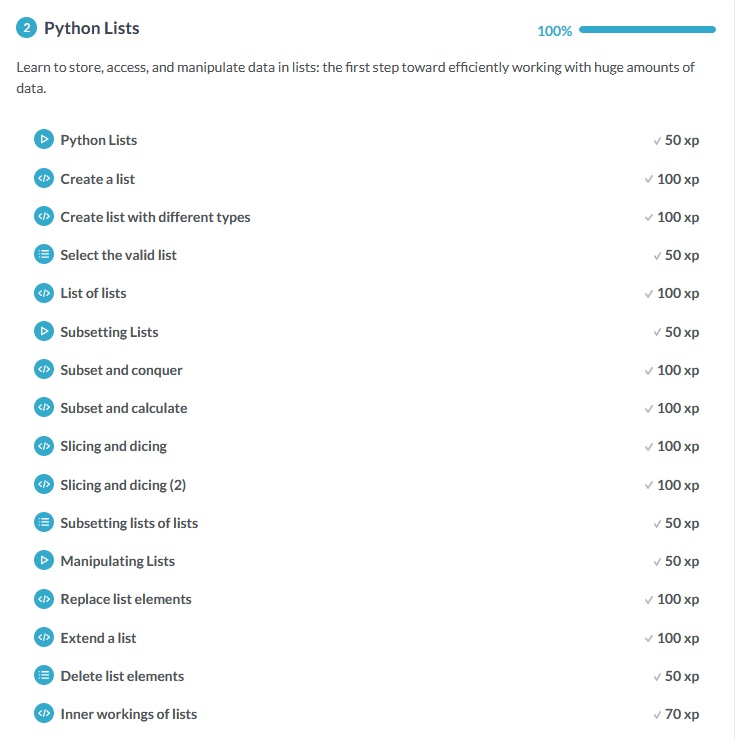 2 Python Lists 100%
Learn to store, access, and manipulate data in lists: the first step toward efficiently working with huge amounts of
data.
Python Lists 50 xp
Create a list 100 xp
Create list with different types 100 xp
Select the valid list 50 xp
List of lists 100 xp
Subsetting Lists 50 xp
Subset and conquer 100 xp
Subset and calculate 100 xp
Slicing and dicing 100 xp
Slicing and dicing (2) 100 xp
Subsetting lists of lists 50 xp
Manipulating Lists 50 xp
Replace list elements 100 xp
Extend a list 100 xp
Delete list elements 50 xp
Inner workings of lists 70 xp